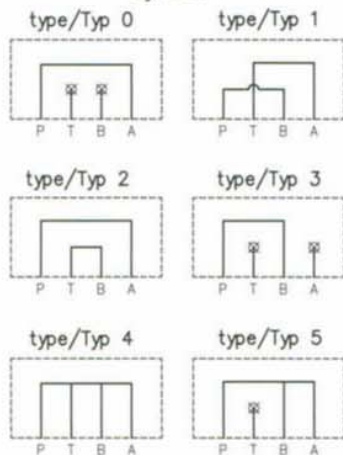 type/Typ 0 type/Typ 1
P T B A P T B A
type/Typ 2 type/Typ 3
P T B A P T B A
type/Typ 4 type/Typ 5
P T B A P T B A